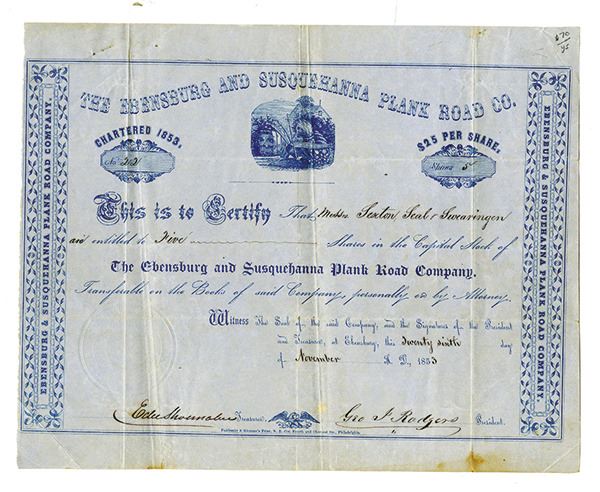 $70
THE EBENSBURG AND SUSQUEHANNA PLANK ROAD CO.
CHARTERED 1853.
$25 PER SHARE.
No. 202
Shares 5
This is to Certify That Messrs. Sexton, Seal & Swearingen
are entitled to Five Shares in the Capital Stock of
The Ebensburg and Susquehanna Plank Road Company.
Transferable on the Books of said Company, personally or by Attorney.
Witness The Seal of the said Company, and the Signatures of the President
and Treasurer, at Ebensburg, this Twenty sixth day
of November A. D., 1853
Edw Shoemaker Treasurer.
Geo J. Rodgers President.
EBENSBURG & SUSQUEHANNA PLANK ROAD COMPANY.
EBENSBURG & SUSQUEHANNA PLANK ROAD COMPANY.